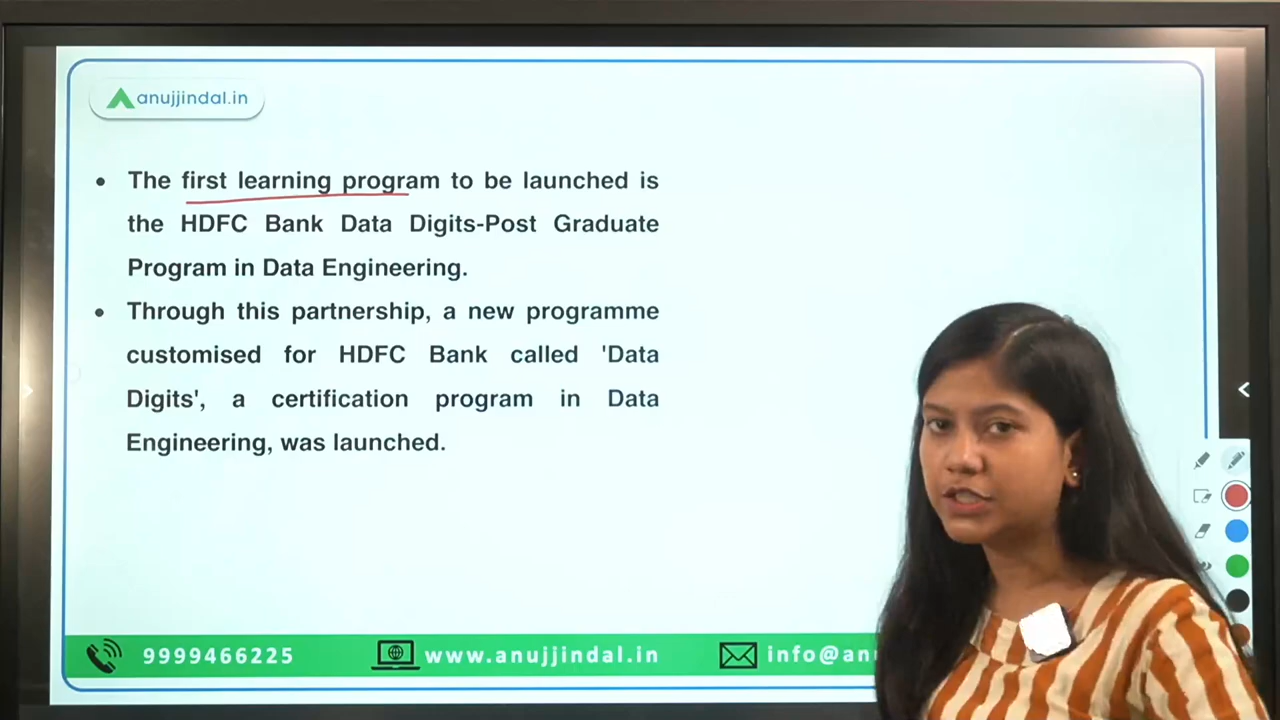 anujjindal.in
The first learning program to be launched is
the HDFC Bank Data Digits-Post Graduate
Program in Data Engineering.
Through this partnership, a new programme
customised for HDFC Bank called 'Data
Digits', a certification program in Data
Engineering, was launched.
9999466225
www.anujjindal.in